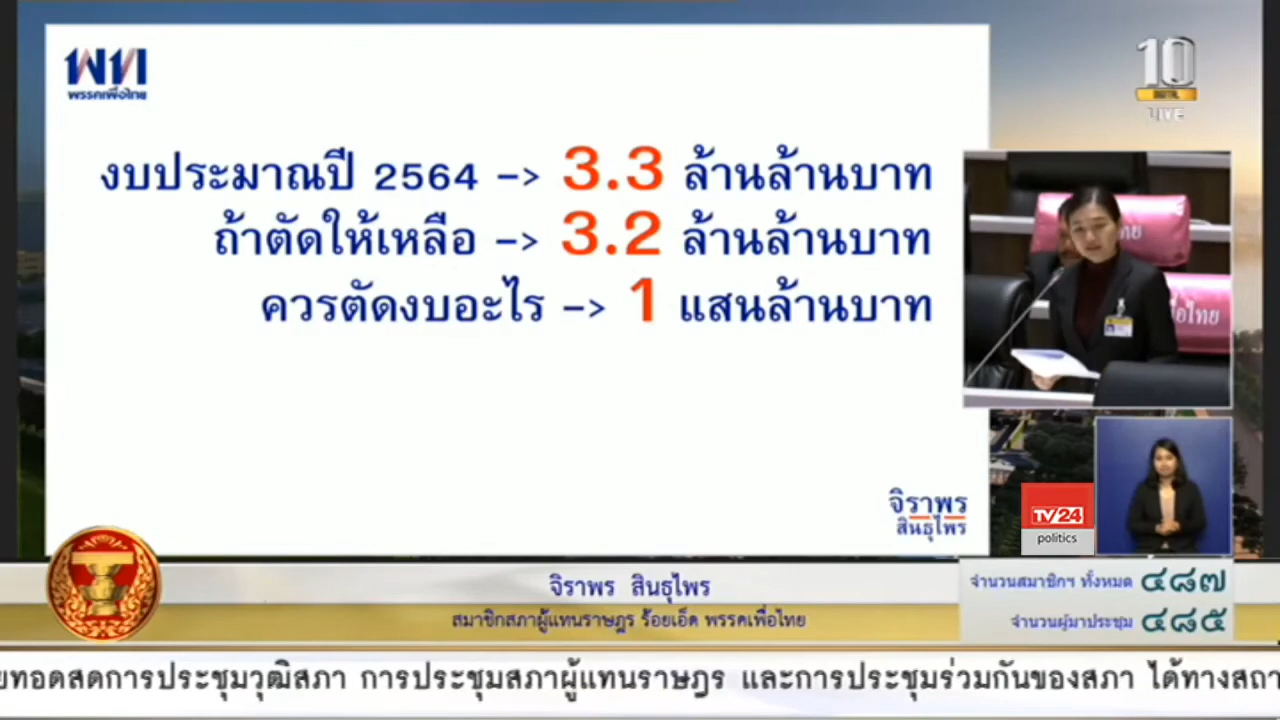 พท
พรรคเพื่อไทย
10
DIGITAL
LIVE
งบประมาณปี 2564 -> 3.3 ล้านล้านบาท
ถ้าตัดให้เหลือ -> 3.2 ล้านล้านบาท
ควรตัดงบอะไร -> 1 แสนล้านบาท
จิราพร
สินธุไพร
TV/24
politics
จิราพร สินธุไพร
สมาชิกสภาผู้แทนราษฎร ร้อยเอ็ด พรรคเพื่อไทย
จำนวนสมาชิกฯ ทั้งหมด ๔๘๗
จำนวนผู้มาประชุม ๔๘๕
ยทอดสดการประชุมวุฒิสภา การประชุมสภาผู้แทนราษฎร และการประชุมร่วมกันของสภา ได้ทางสถา